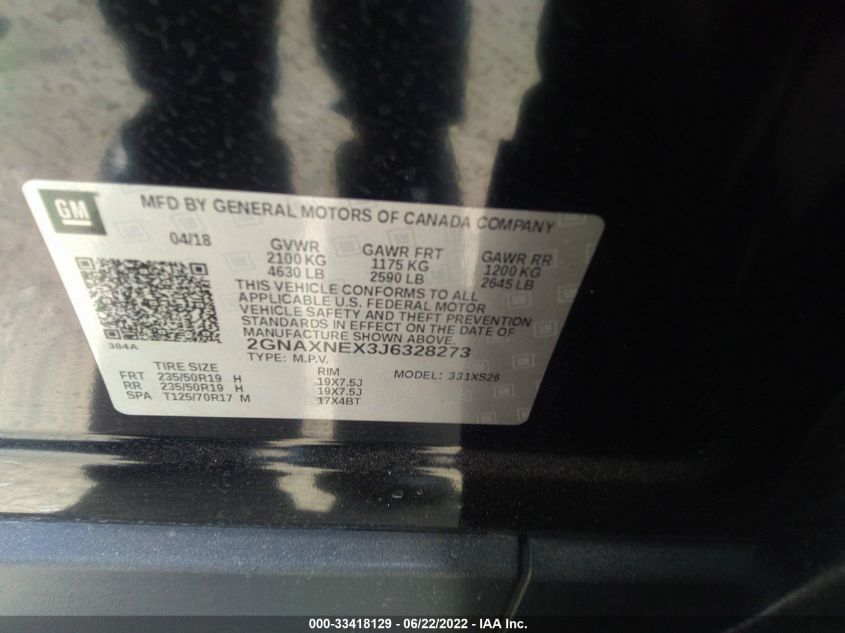 GM
MFD BY GENERAL MOTORS OF CANADA COMPANY
04/18 GVWR GAWR FRT GAWR RR
2100 KG 1175 KG 1200 KG
4630 LB 2590 LB 2645 LB
THIS VEHICLE CONFORMS TO ALL
APPLICABLE U.S. FEDERAL MOTOR
VEHICLE SAFETY AND THEFT PREVENTION
STANDARDS IN EFFECT ON THE DATE OF
MANUFACTURE SHOWN ABOVE.
384A 2GNAXNEX3J6328273
TYPE: M.P.V. MODEL: 331XS26
TIRE SIZE RIM
FRT 235/50R19 H 19X7.5J
RR 235/50R19 H 19X7.5J
SPA T125/70R17 M 17X4BT
000-33418129 - 06/22/2022 - IAA Inc.